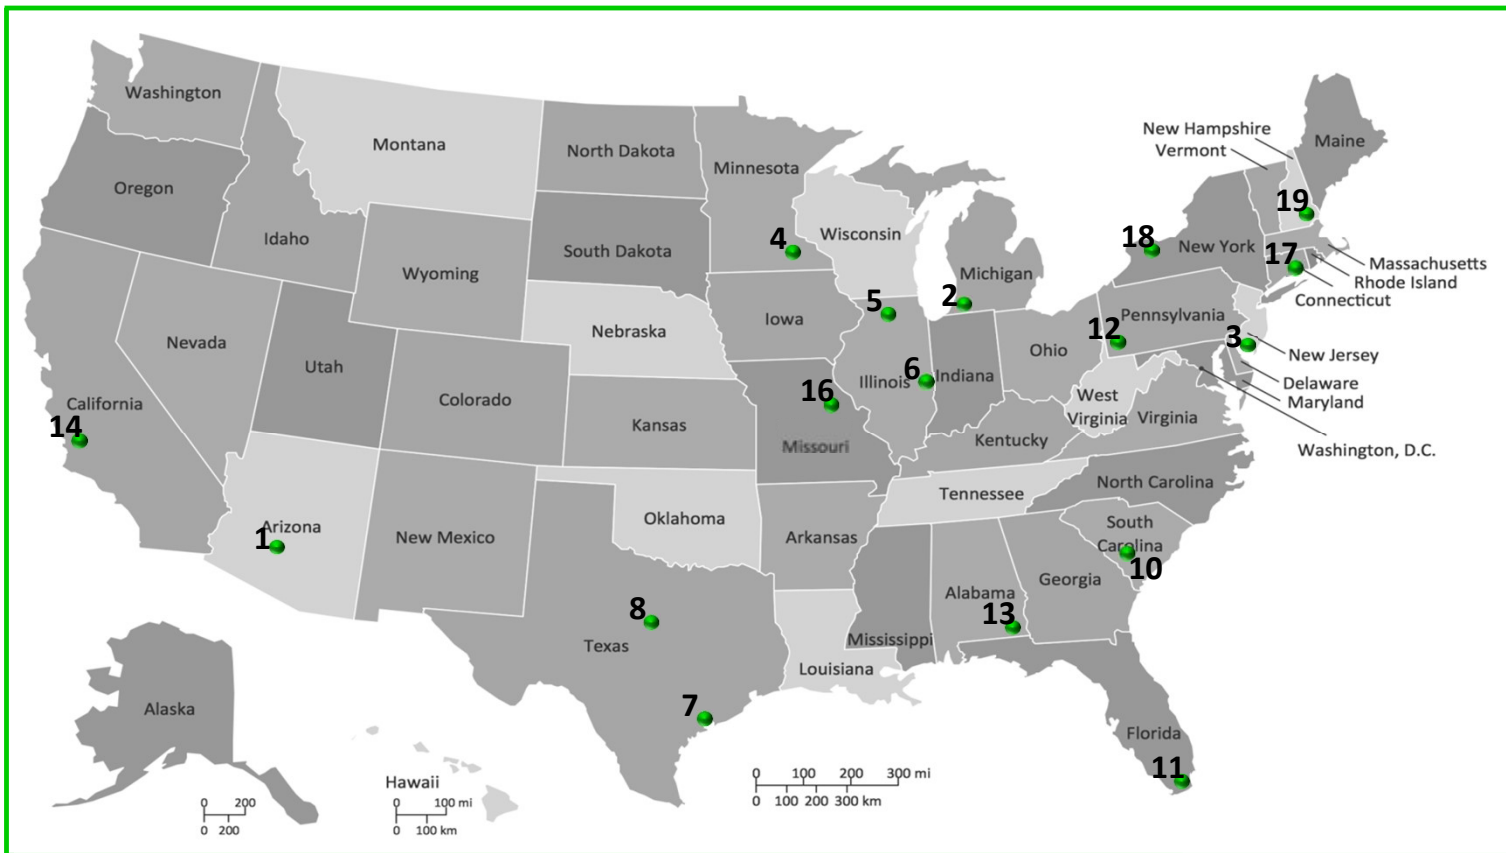 Washington
Montana
North Dakota
Minnesota
New Hampshire
Vermont
Maine
Oregon
Idaho
Wyoming
South Dakota
4
Wisconsin
Michigan
18
New York
19
17
Massachusetts
Rhode Island
Connecticut
Nevada
Utah
Nebraska
Iowa
5
2
Pennsylvania
12
3
New Jersey
Ohio
Indiana
Illinois
6
Delaware
Maryland
California
14
Colorado
Kansas
16
Missouri
West
Virginia
Virginia
Kentucky
Washington, D.C.
North Carolina
Tennessee
Arizona
1
New Mexico
Oklahoma
Arkansas
South
Carolina
10
Georgia
Alabama
13
Mississippi
8
Texas
Louisiana
7
Florida
11
Alaska
Hawaii
0 200
0 200
0 100 mi
0 100 km
0 100 200 300 mi
0 100 200 300 km